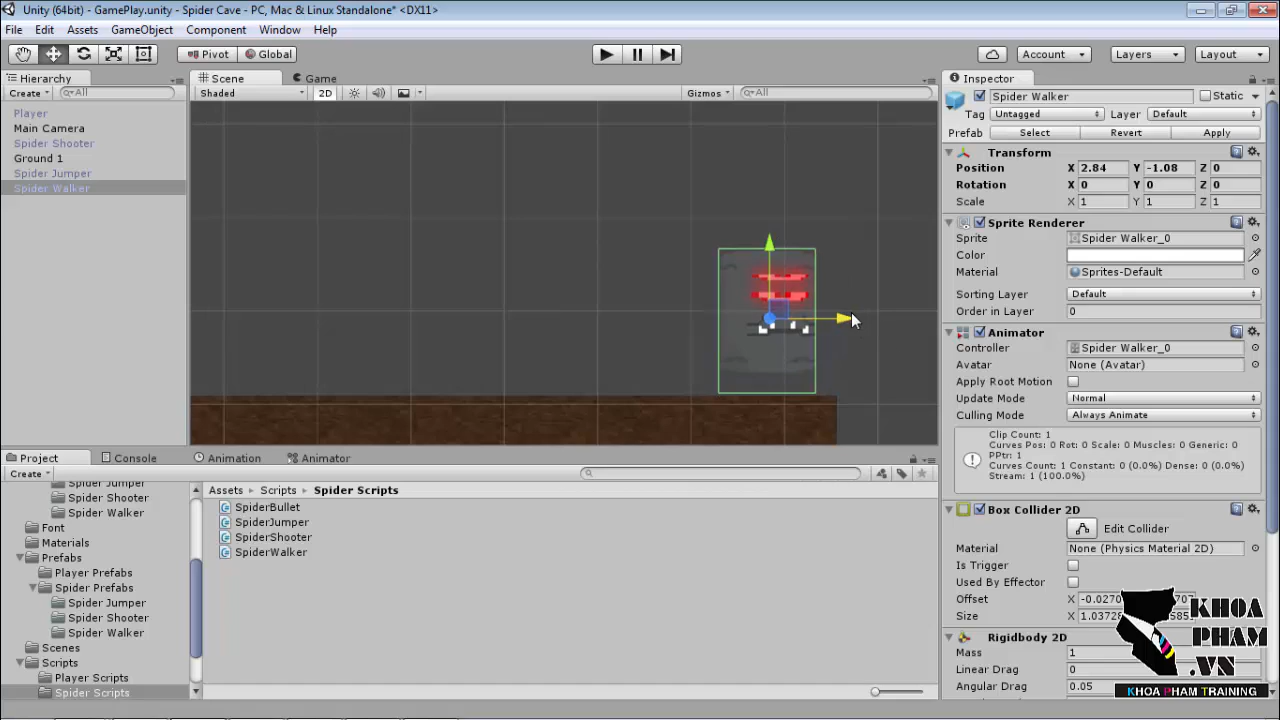 Unity (64bit) - GamePlay.unity - Spider Cave - PC, Mac & Linux Standalone* <DX11>
File Edit Assets GameObject Component Window Help
Pivot Global Account Layers Layout
Hierarchy
Create All
Player
Main Camera
Spider Shooter
Ground 1
Spider Jumper
Spider Walker
Scene Game
Shaded 2D Gizmos All
Inspector
Spider Walker Static
Tag Untagged Layer Default
Prefab Select Revert Apply
Transform
Position X 2.84 Y -1.08 Z 0
Rotation X 0 Y 0 Z 0
Scale X 1 Y 1 Z 1
Sprite Renderer
Sprite Spider Walker_0
Color
Material Sprites-Default
Sorting Layer Default
Order in Layer 0
Animator
Controller Spider Walker_0
Avatar None (Avatar)
Apply Root Motion
Update Mode Normal
Culling Mode Always Animate
Clip Count: 1
Curves Pos: 0 Rot: 0 Scale: 0 Muscles: 0 Generic: 0
PPtr: 1
Curves Count: 1 Constant: 0 (0.0%) Dense: 0 (0.0%)
Stream: 1 (100.0%)
Box Collider 2D
Edit Collider
Material None (Physics Material 2D)
Is Trigger
Used By Effector
Offset X
Size X
Rigidbody 2D
Mass 1
Linear Drag 0
Angular Drag 0.05
Project Console Animation Animator
Create
Spider Jumper
Spider Shooter
Spider Walker
Font
Materials
Prefabs
Player Prefabs
Spider Prefabs
Spider Jumper
Spider Shooter
Spider Walker
Scenes
Scripts
Player Scripts
Spider Scripts
Assets Scripts Spider Scripts
SpiderBullet
SpiderJumper
SpiderShooter
SpiderWalker
KHOA
PHAM
.VN
KHOA PHAM TRAINING